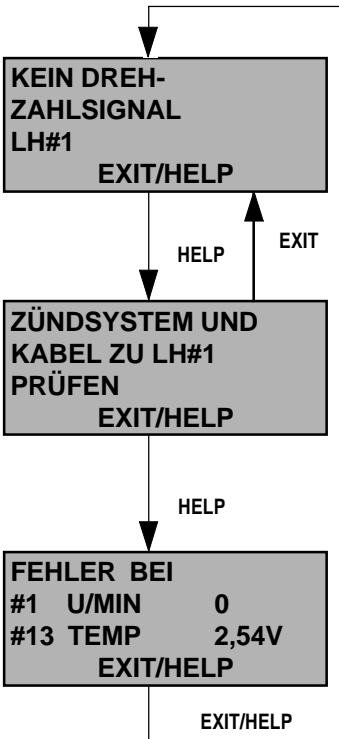 KEIN DREH-
ZAHLSIGNAL
LH#1
EXIT/HELP
HELP
EXIT
ZÜNDSYSTEM UND
KABEL ZU LH#1
PRÜFEN
EXIT/HELP
HELP
FEHLER BEI
#1 U/MIN 0
#13 TEMP 2,54V
EXIT/HELP
EXIT/HELP